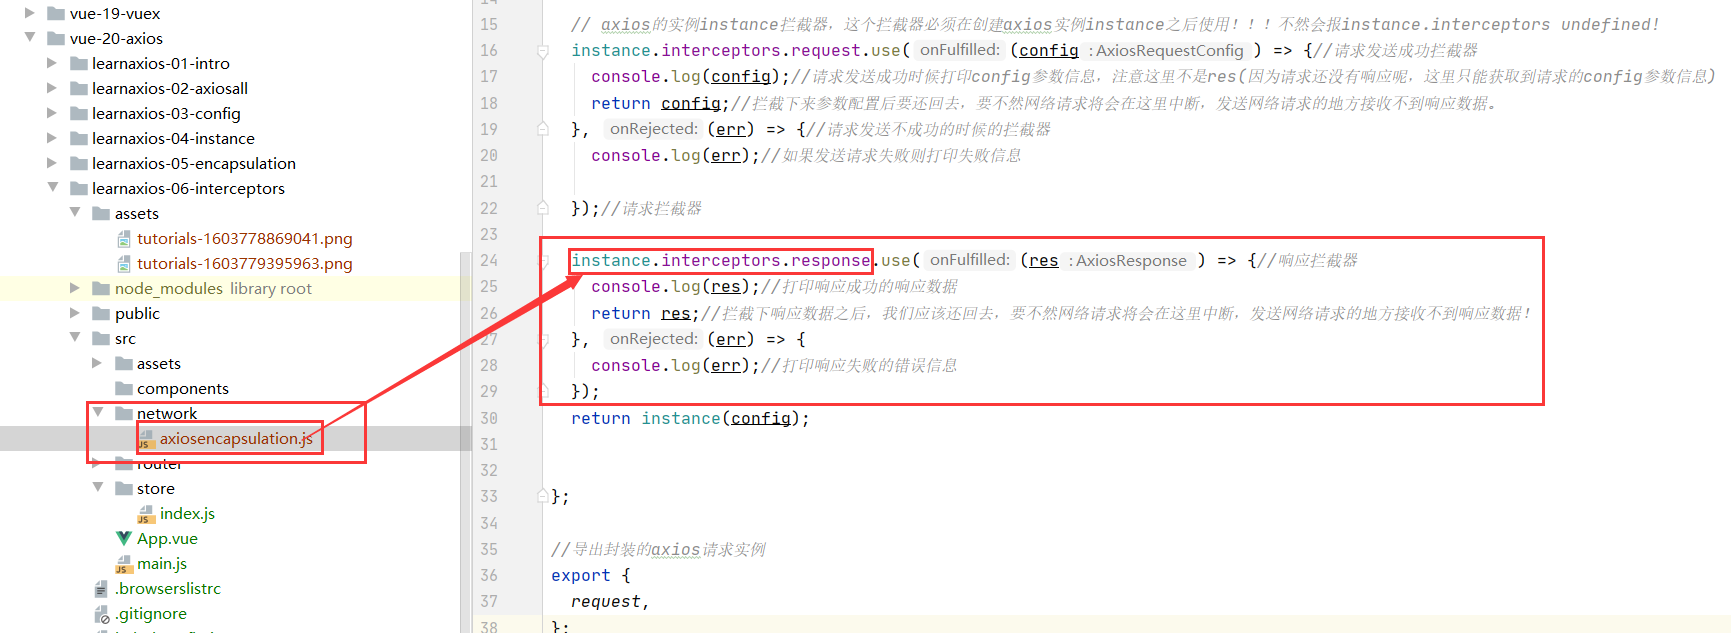 vue-19-vuex
vue-20-axios
learnaxios-01-intro
learnaxios-02-axiosall
learnaxios-03-config
learnaxios-04-instance
learnaxios-05-encapsulation
learnaxios-06-interceptors
assets
tutorials-1603778869041.png
tutorials-1603779395963.png
node_modules library root
public
src
assets
components
network
axiosencapsulation.js
router
store
index.js
App.vue
main.js
.browserslistrc
.gitignore
15 // axios的实例instance拦截器，这个拦截器必须在创建axios实例instance之后使用！！！不然会报instance.interceptors undefined!
16 instance.interceptors.request.use( onFulfilled: (config : AxiosRequestConfig ) => {//请求发送成功拦截器
17 console.log(config);//请求发送成功时候打印config参数信息，注意这里不是res(因为请求还没有响应呢，这里只能获取到请求的config参数信息)
18 return config;//拦截下来参数配置后要还回去，要不然网络请求将会在这里中断，发送网络请求的地方接收不到响应数据。
19 }, onRejected: (err) => {//请求发送不成功的时候的拦截器
20 console.log(err);//如果发送请求失败则打印失败信息
21
22 });//请求拦截器
23
24 instance.interceptors.response.use( onFulfilled: (res : AxiosResponse ) => {//响应拦截器
25 console.log(res);//打印响应成功的响应数据
26 return res;//拦截下响应数据之后，我们应该还回去，要不然网络请求将会在这里中断，发送网络请求的地方接收不到响应数据！
27 }, onRejected: (err) => {
28 console.log(err);//打印响应失败的错误信息
29 });
30 return instance(config);
31
32
33 };
34
35 //导出封装的axios请求实例
36 export {
37 request,
38 };